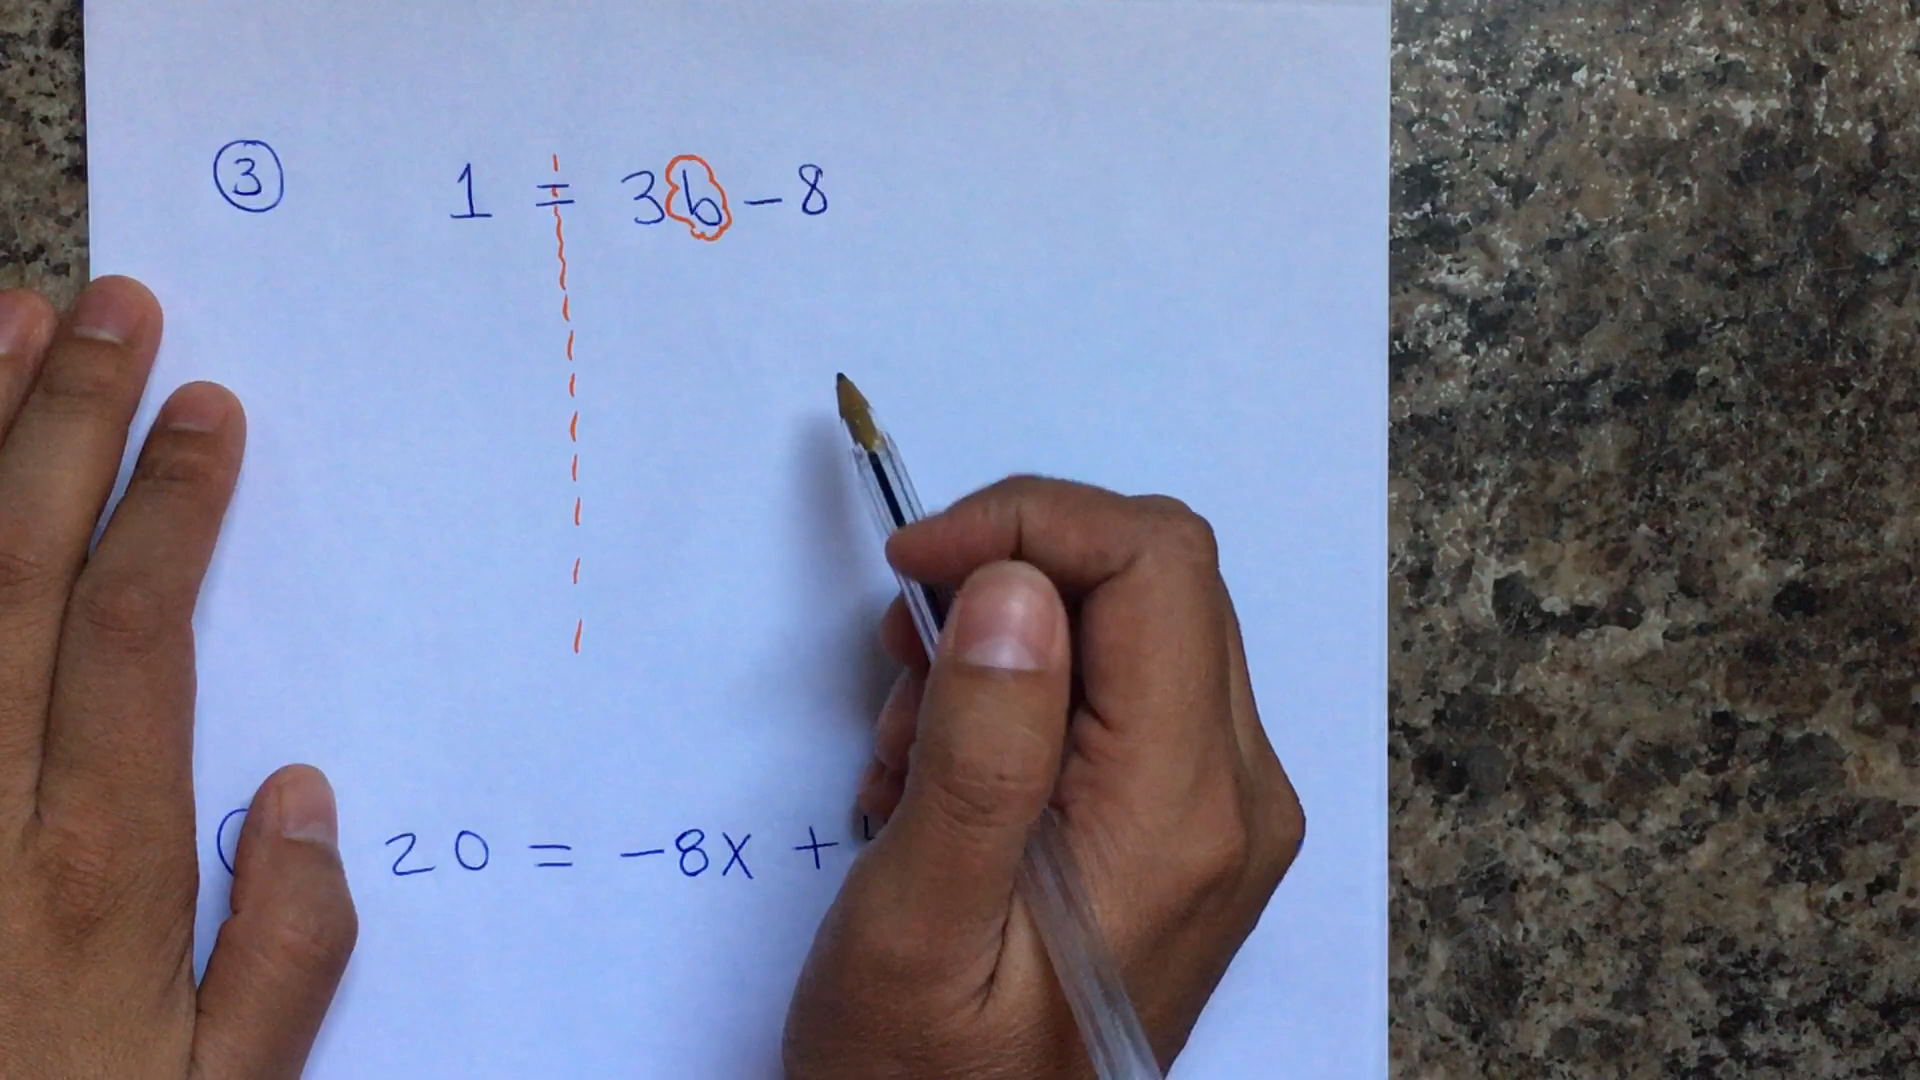 ③ 1 = 3b - 8
20 = -8x +